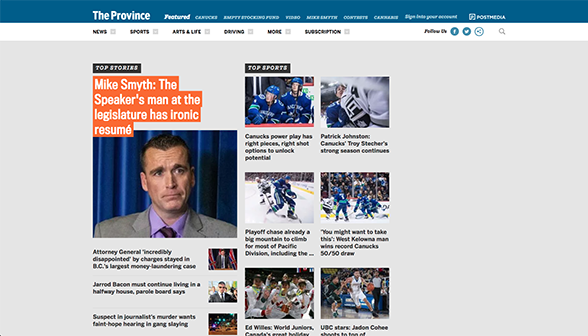 The Province
Featured CANUCKS EMPTY STOCKING FUND VIDEO MIKE SMYTH CONTESTS CANNABIS
Sign into your account
POSTMEDIA
NEWS SPORTS ARTS & LIFE DRIVING MORE SUBSCRIPTION
Follow Us
TOP STORIES
Mike Smyth: The
Speaker's man at the
legislature has ironic
resumé
Attorney General 'incredibly
disappointed' by charges stayed in
B.C.'s largest money-laundering case
Jarrod Bacon must continue living in a
halfway house, parole board says
Suspect in journalist's murder wants
faint-hope hearing in gang slaying
TOP SPORTS
Canucks power play has
right pieces, right shot
options to unlock
potential
Patrick Johnston:
Canucks' Troy Stecher's
strong season continues
Playoff chase already a
big mountain to climb
for most of Pacific
Division, including the ...
'You might want to take
this': West Kelowna man
wins record Canucks
50/50 draw
Ed Willes: World Juniors,
Canada's great holiday
UBC stars: Jadon Cohee
shoots to top of